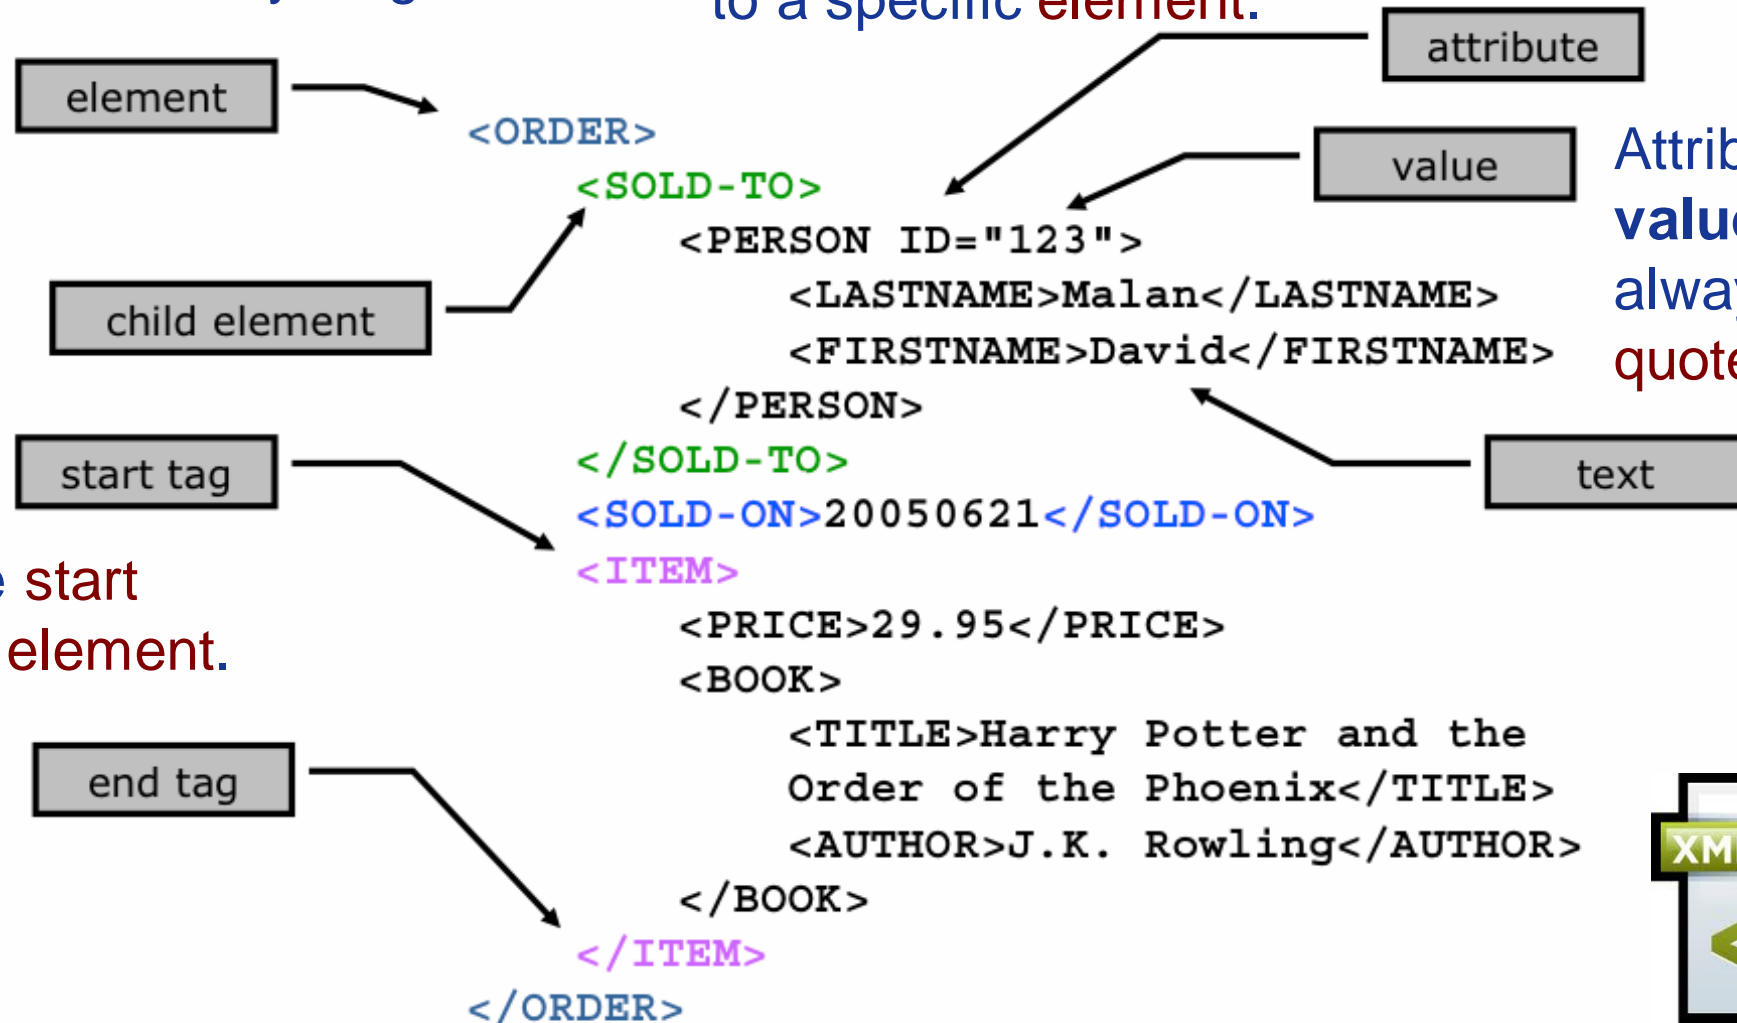 to a specific element.
attribute
element
<ORDER>
value
<SOLD-TO>
<PERSON ID="123">
child element
<LASTNAME>Malan</LASTNAME>
<FIRSTNAME>David</FIRSTNAME>
</PERSON>
always
start tag
</SOLD-TO>
text
<SOLD-ON>20050621</SOLD-ON>
<ITEM>
start
<PRICE>29.95</PRICE>
element.
<BOOK>
<TITLE>Harry Potter and the
Order of the Phoenix</TITLE>
end tag
<AUTHOR>J.K. Rowling</AUTHOR>
</BOOK>
</ITEM>
</ORDER>